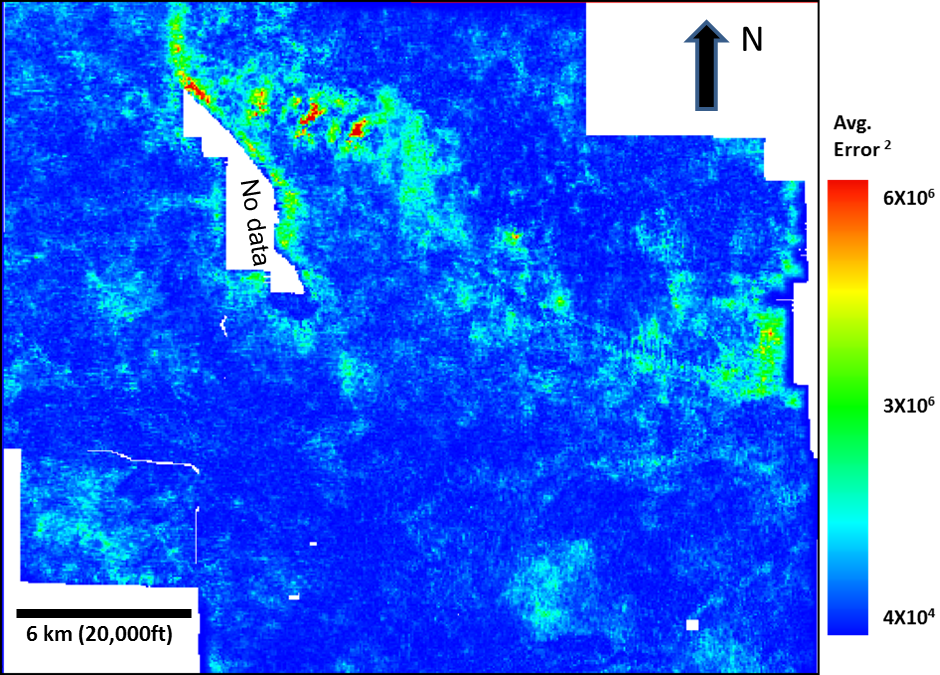 N
Avg.
Error ²
6X10⁶
No data
3X10⁶
4X10⁴
6 km (20,000ft)